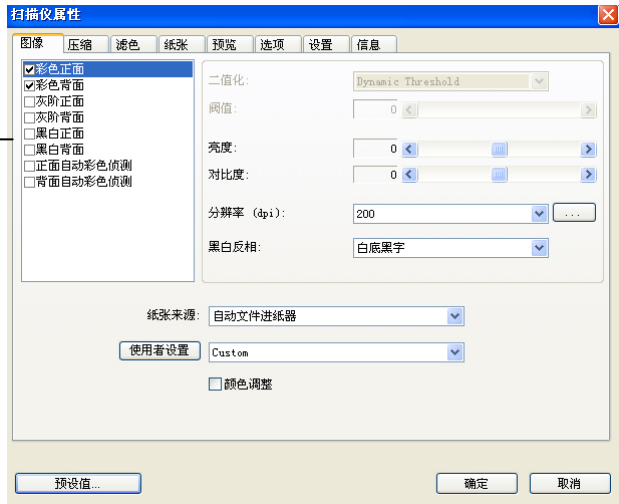 扫描仪属性
图像 压缩 滤色 纸张 预览 选项 设置 信息
彩色正面
彩色背面
灰阶正面
灰阶背面
黑白正面
黑白背面
正面自动彩色侦测
背面自动彩色侦测
二值化: Dynamic Threshold
阀值: 0
亮度: 0
对比度: 0
分辨率 (dpi): 200 ...
黑白反相: 白底黑字
纸张来源: 自动文件进纸器
使用者设置 Custom
颜色调整
预设值... 确定 取消